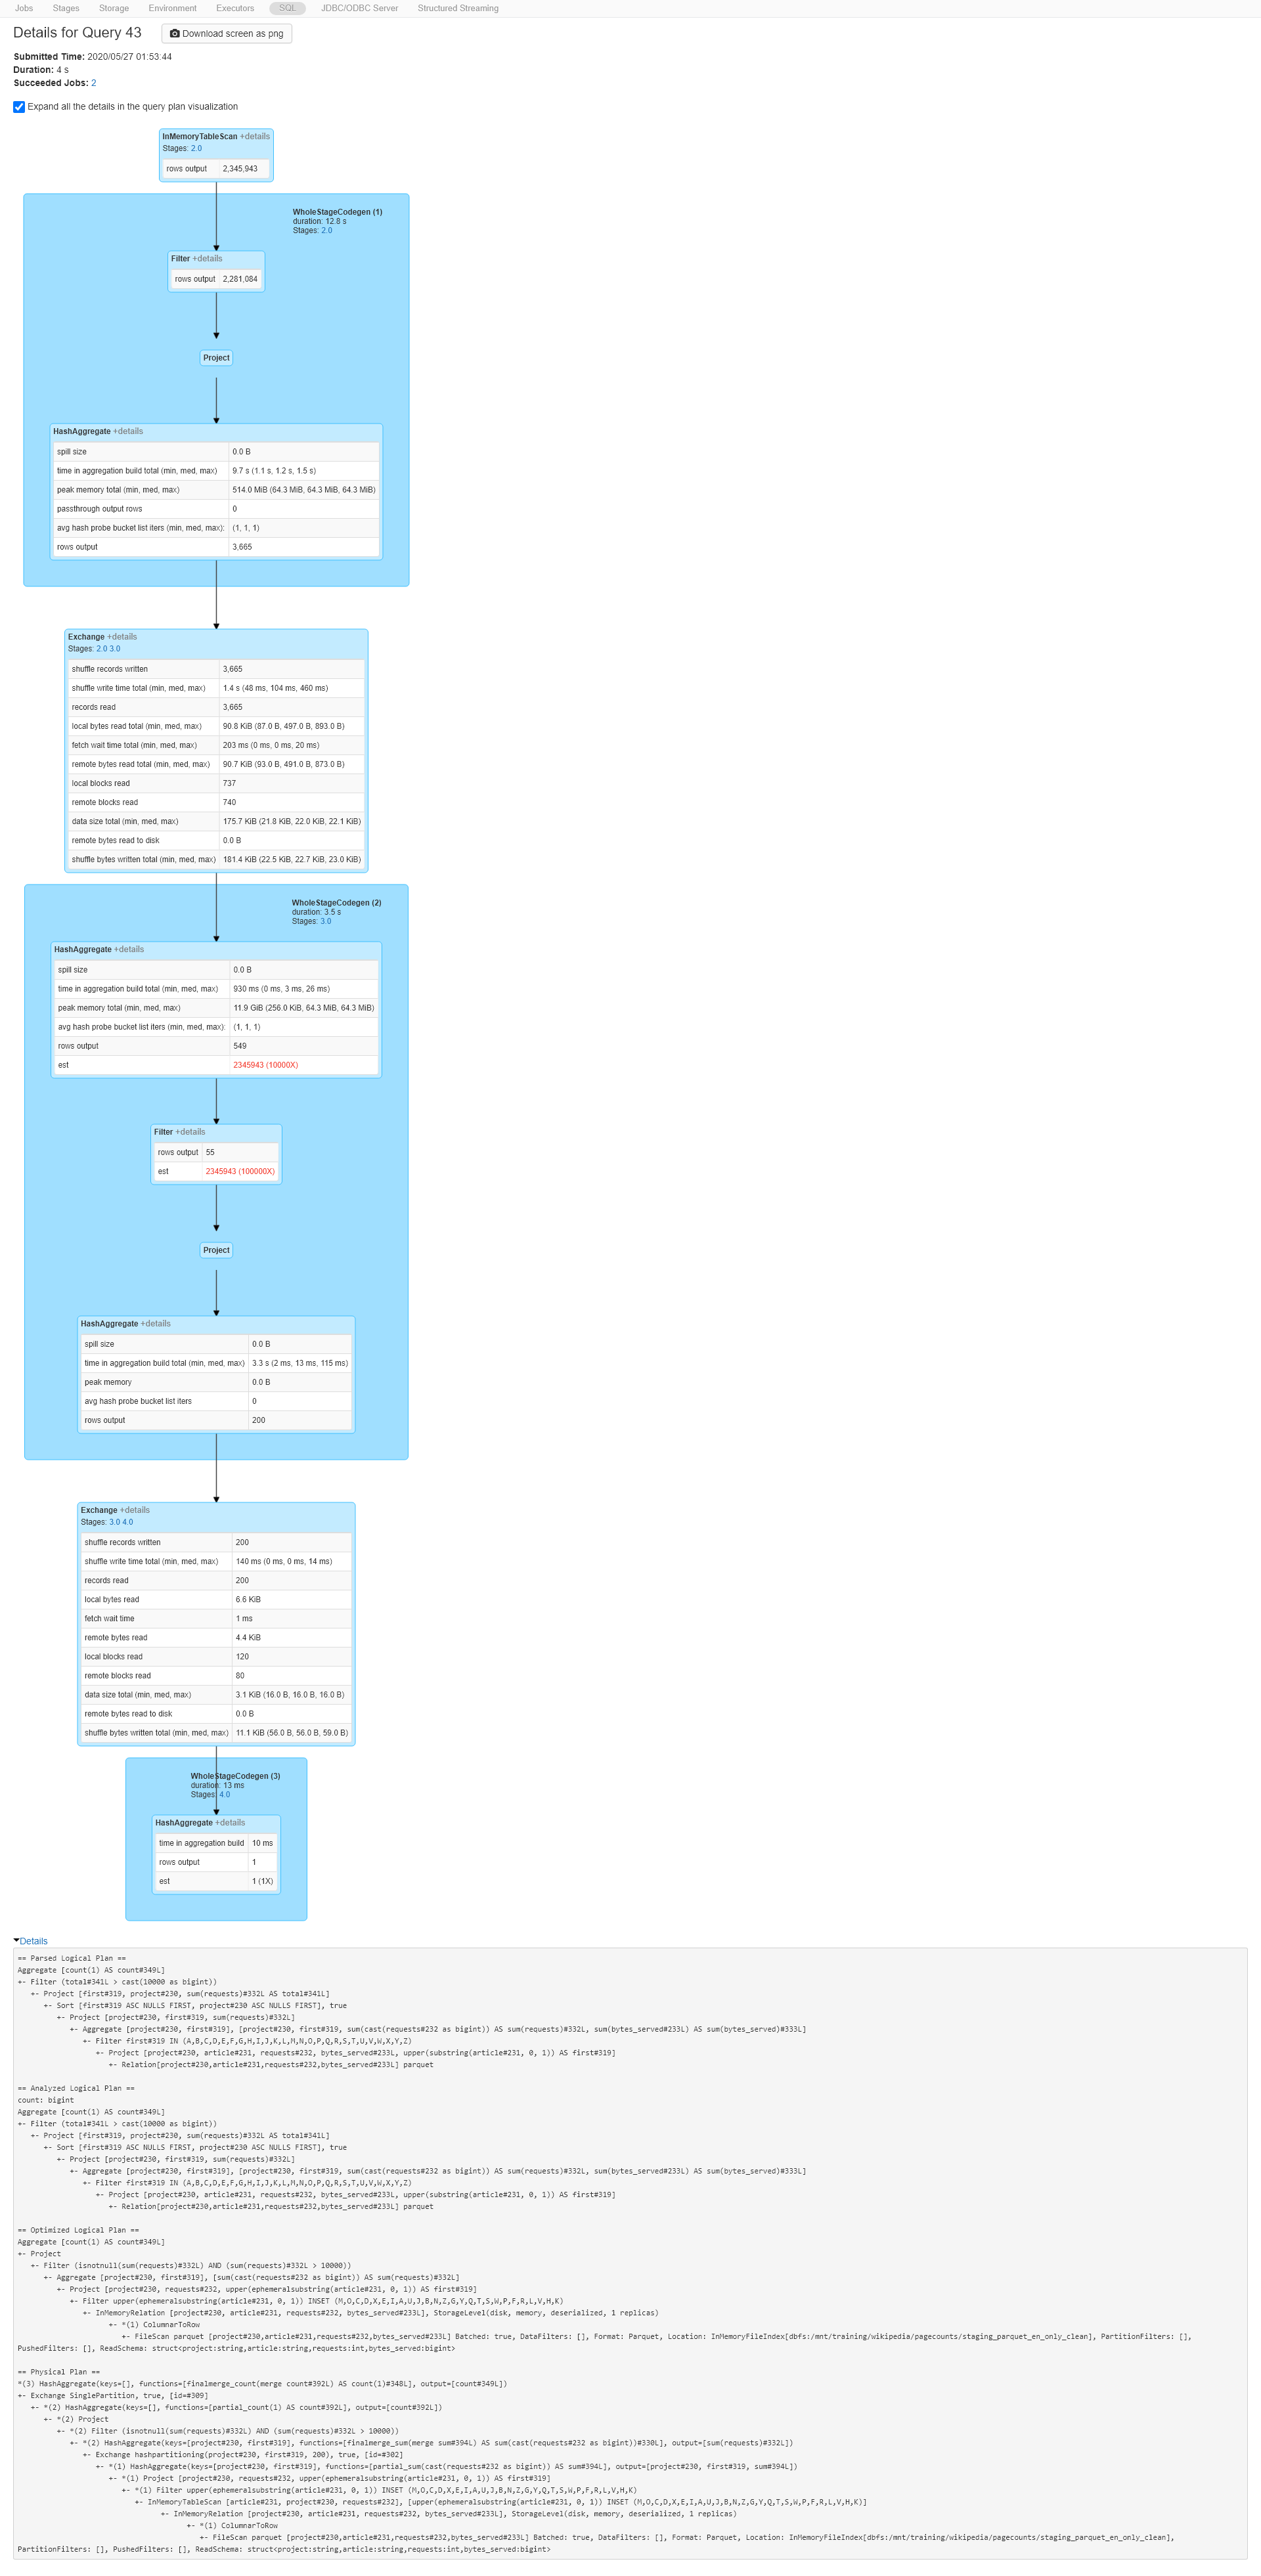 Jobs Stages Storage Environment Executors SQL JDBC/ODBC Server Structured Streaming
Details for Query 43 Download screen as png
Submitted Time: 2020/05/27 01:53:44
Duration: 4 s
Succeeded Jobs: 2
Expand all the details in the query plan visualization
InMemoryTableScan +details
Stages: 2.0
rows output 2,345,943
WholeStageCodegen (1)
duration: 12.8 s
Stages: 2.0
Filter +details
rows output 2,281,084
Project
HashAggregate +details
spill size 0.0 B
time in aggregation build total (min, med, max) 9.7 s (1.1 s, 1.2 s, 1.5 s)
peak memory total (min, med, max) 514.0 MiB (64.3 MiB, 64.3 MiB, 64.3 MiB)
passthrough output rows 0
avg hash probe bucket list iters (min, med, max): (1, 1, 1)
rows output 3,665
Exchange +details
Stages: 2.0 3.0
shuffle records written 3,665
shuffle write time total (min, med, max) 1.4 s (48 ms, 104 ms, 460 ms)
records read 3,665
local bytes read total (min, med, max) 90.8 KiB (87.0 B, 497.0 B, 893.0 B)
fetch wait time total (min, med, max) 203 ms (0 ms, 0 ms, 20 ms)
remote bytes read total (min, med, max) 90.7 KiB (93.0 B, 491.0 B, 873.0 B)
local blocks read 737
remote blocks read 740
data size total (min, med, max) 175.7 KiB (21.8 KiB, 22.0 KiB, 22.1 KiB)
remote bytes read to disk 0.0 B
shuffle bytes written total (min, med, max) 181.4 KiB (22.5 KiB, 22.7 KiB, 23.0 KiB)
WholeStageCodegen (2)
duration: 3.5 s
Stages: 3.0
HashAggregate +details
spill size 0.0 B
time in aggregation build total (min, med, max) 930 ms (0 ms, 3 ms, 26 ms)
peak memory total (min, med, max) 11.9 GiB (256.0 KiB, 64.3 MiB, 64.3 MiB)
avg hash probe bucket list iters (min, med, max): (1, 1, 1)
rows output 549
est 2345943 (10000X)
Filter +details
rows output 55
est 2345943 (100000X)
Project
HashAggregate +details
spill size 0.0 B
time in aggregation build total (min, med, max) 3.3 s (2 ms, 13 ms, 115 ms)
peak memory 0.0 B
avg hash probe bucket list iters 0
rows output 200
Exchange +details
Stages: 3.0 4.0
shuffle records written 200
shuffle write time total (min, med, max) 140 ms (0 ms, 0 ms, 14 ms)
records read 200
local bytes read 6.6 KiB
fetch wait time 1 ms
remote bytes read 4.4 KiB
local blocks read 120
remote blocks read 80
data size total (min, med, max) 3.1 KiB (16.0 B, 16.0 B, 16.0 B)
remote bytes read to disk 0.0 B
shuffle bytes written total (min, med, max) 11.1 KiB (56.0 B, 56.0 B, 59.0 B)
WholeStageCodegen (3)
duration: 13 ms
Stages: 4.0
HashAggregate +details
time in aggregation build 10 ms
rows output 1
est 1 (1X)
Details
== Parsed Logical Plan ==
Aggregate [count(1) AS count#349L]
+- Filter (total#341L > cast(10000 as bigint))
+- Project [first#319, project#230, sum(requests)#332L AS total#341L]
+- Sort [first#319 ASC NULLS FIRST, project#230 ASC NULLS FIRST], true
+- Project [project#230, first#319, sum(requests)#332L]
+- Aggregate [project#230, first#319], [project#230, first#319, sum(cast(requests#232 as bigint)) AS sum(requests)#332L, sum(bytes_served#233L) AS sum(bytes_served)#333L]
+- Filter first#319 IN (A,B,C,D,E,F,G,H,I,J,K,L,M,N,O,P,Q,R,S,T,U,V,W,X,Y,Z)
+- Project [project#230, article#231, requests#232, bytes_served#233L, upper(substring(article#231, 0, 1)) AS first#319]
+- Relation[project#230,article#231,requests#232,bytes_served#233L] parquet
== Analyzed Logical Plan ==
count: bigint
Aggregate [count(1) AS count#349L]
+- Filter (total#341L > cast(10000 as bigint))
+- Project [first#319, project#230, sum(requests)#332L AS total#341L]
+- Sort [first#319 ASC NULLS FIRST, project#230 ASC NULLS FIRST], true
+- Project [project#230, first#319, sum(requests)#332L]
+- Aggregate [project#230, first#319], [project#230, first#319, sum(cast(requests#232 as bigint)) AS sum(requests)#332L, sum(bytes_served#233L) AS sum(bytes_served)#333L]
+- Filter first#319 IN (A,B,C,D,E,F,G,H,I,J,K,L,M,N,O,P,Q,R,S,T,U,V,W,X,Y,Z)
+- Project [project#230, article#231, requests#232, bytes_served#233L, upper(substring(article#231, 0, 1)) AS first#319]
+- Relation[project#230,article#231,requests#232,bytes_served#233L] parquet
== Optimized Logical Plan ==
Aggregate [count(1) AS count#349L]
+- Project
+- Filter (isnotnull(sum(requests)#332L) AND (sum(requests)#332L > 10000))
+- Aggregate [project#230, first#319], [sum(cast(requests#232 as bigint)) AS sum(requests)#332L]
+- Project [project#230, requests#232, upper(ephemeralsubstring(article#231, 0, 1)) AS first#319]
+- Filter upper(ephemeralsubstring(article#231, 0, 1)) INSET (M,O,C,D,X,E,I,A,U,J,B,N,Z,G,Y,Q,T,S,W,P,F,R,L,V,H,K)
+- InMemoryRelation [project#230, article#231, requests#232, bytes_served#233L], StorageLevel(disk, memory, deserialized, 1 replicas)
+- *(1) ColumnarToRow
+- FileScan parquet [project#230,article#231,requests#232,bytes_served#233L] Batched: true, DataFilters: [], Format: Parquet, Location: InMemoryFileIndex[dbfs:/mnt/training/wikipedia/pagecounts/staging_parquet_en_only_clean], PartitionFilters: [],
PushedFilters: [], ReadSchema: struct<project:string,article:string,requests:int,bytes_served:bigint>
== Physical Plan ==
*(3) HashAggregate(keys=[], functions=[finalmerge_count(merge count#392L) AS count(1)#348L], output=[count#349L])
+- Exchange SinglePartition, true, [id=#309]
+- *(2) HashAggregate(keys=[], functions=[partial_count(1) AS count#392L], output=[count#392L])
+- *(2) Project
+- *(2) Filter (isnotnull(sum(requests)#332L) AND (sum(requests)#332L > 10000))
+- *(2) HashAggregate(keys=[project#230, first#319], functions=[finalmerge_sum(merge sum#394L) AS sum(cast(requests#232 as bigint))#330L], output=[sum(requests)#332L])
+- Exchange hashpartitioning(project#230, first#319, 200), true, [id=#302]
+- *(1) HashAggregate(keys=[project#230, first#319], functions=[partial_sum(cast(requests#232 as bigint)) AS sum#394L], output=[project#230, first#319, sum#394L])
+- *(1) Project [project#230, requests#232, upper(ephemeralsubstring(article#231, 0, 1)) AS first#319]
+- *(1) Filter upper(ephemeralsubstring(article#231, 0, 1)) INSET (M,O,C,D,X,E,I,A,U,J,B,N,Z,G,Y,Q,T,S,W,P,F,R,L,V,H,K)
+- InMemoryTableScan [article#231, project#230, requests#232], [upper(ephemeralsubstring(article#231, 0, 1)) INSET (M,O,C,D,X,E,I,A,U,J,B,N,Z,G,Y,Q,T,S,W,P,F,R,L,V,H,K)]
+- InMemoryRelation [project#230, article#231, requests#232, bytes_served#233L], StorageLevel(disk, memory, deserialized, 1 replicas)
+- *(1) ColumnarToRow
+- FileScan parquet [project#230,article#231,requests#232,bytes_served#233L] Batched: true, DataFilters: [], Format: Parquet, Location: InMemoryFileIndex[dbfs:/mnt/training/wikipedia/pagecounts/staging_parquet_en_only_clean],
PartitionFilters: [], PushedFilters: [], ReadSchema: struct<project:string,article:string,requests:int,bytes_served:bigint>